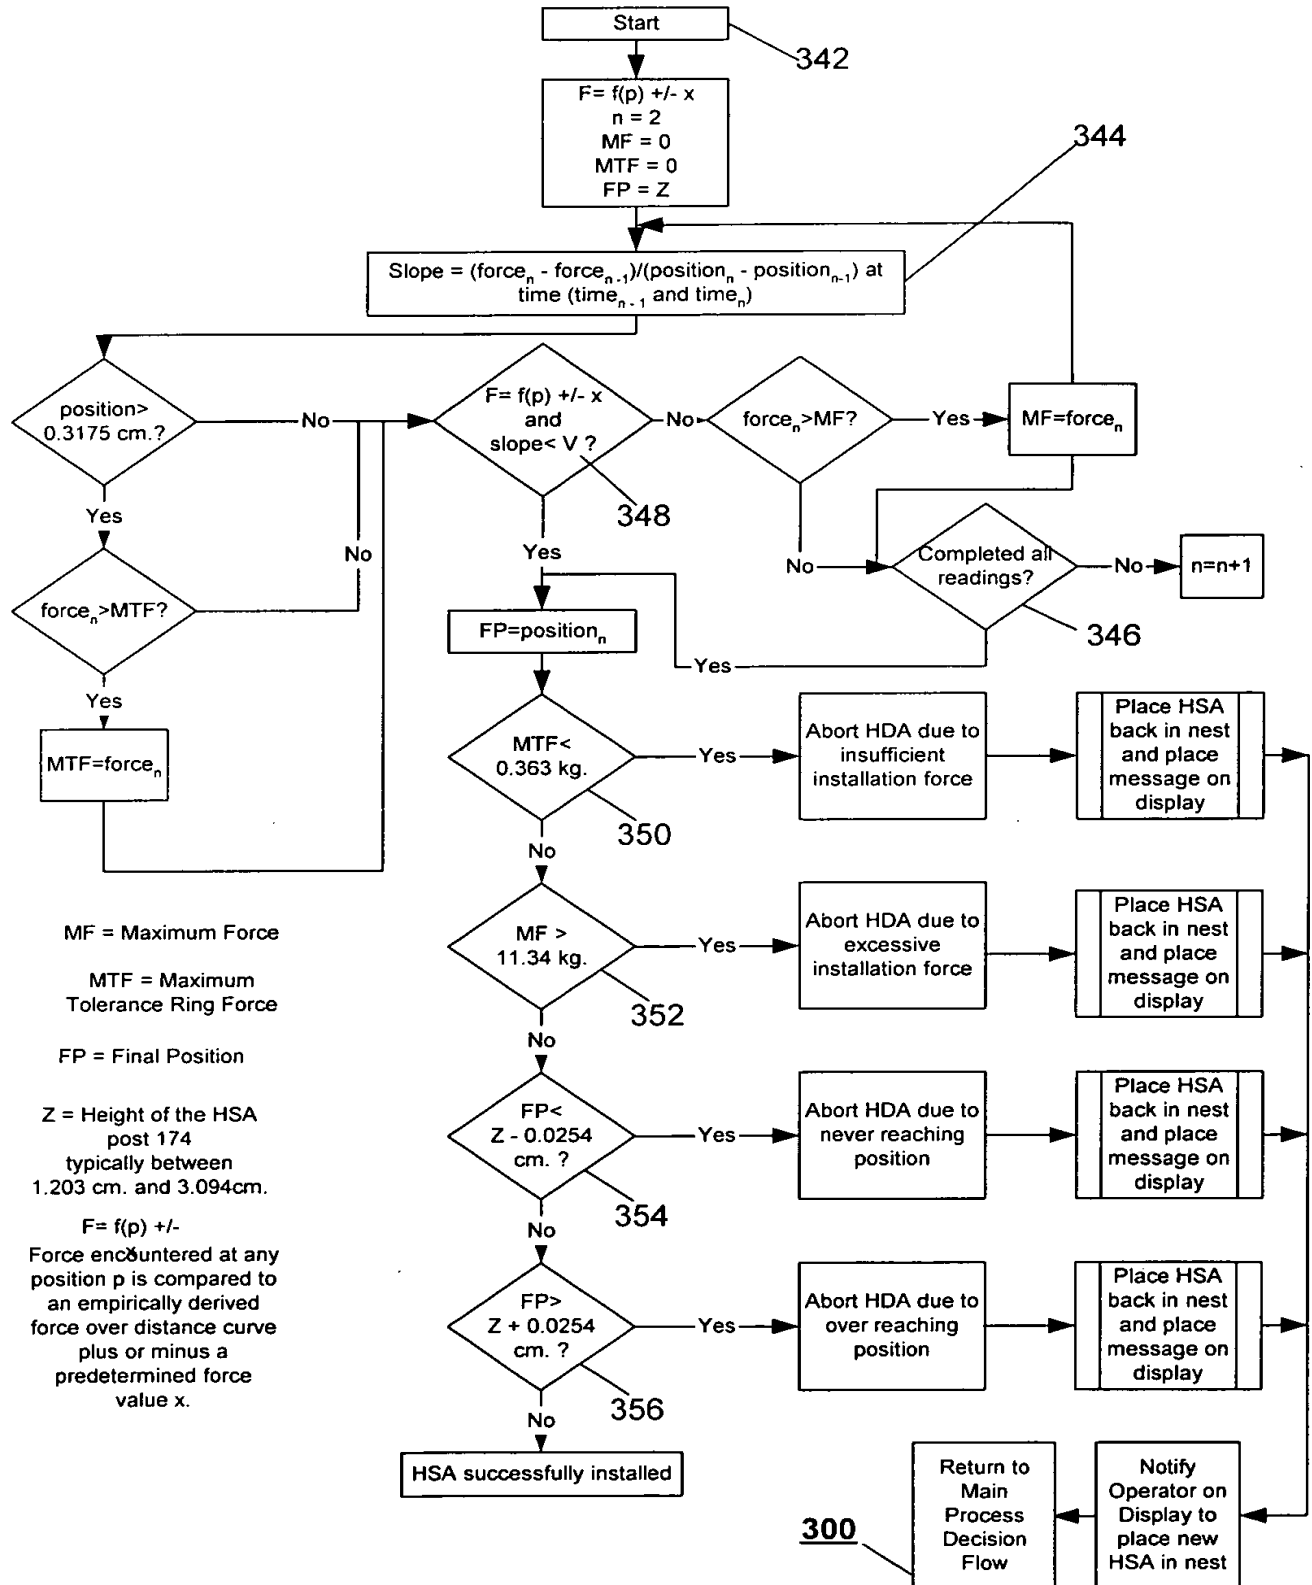 Start
342
F= f(p) +/- x
n = 2
MF = 0
MTF = 0
FP = Z
344
Slope = (forceₙ - forceₙ₋₁)/(positionₙ - positionₙ₋₁) at
time (timeₙ₋₁ and timeₙ)
position>
0.3175 cm.?
No
F= f(p) +/- x
and
slope< V ?
348
No
forceₙ>MF?
Yes
MF=forceₙ
Yes
No
Yes
No
Completed all
readings?
No
n=n+1
346
forceₙ>MTF?
FP=positionₙ
Yes
Yes
MTF=forceₙ
MTF<
0.363 kg.
350
Yes
Abort HDA due to
insufficient
installation force
Place HSA
back in nest
and place
message on
display
No
MF >
11.34 kg.
352
Yes
Abort HDA due to
excessive
installation force
Place HSA
back in nest
and place
message on
display
No
FP<
Z - 0.0254
cm. ?
354
Yes
Abort HDA due to
never reaching
position
Place HSA
back in nest
and place
message on
display
No
FP>
Z + 0.0254
cm. ?
356
Yes
Abort HDA due to
over reaching
position
Place HSA
back in nest
and place
message on
display
No
HSA successfully installed
MF = Maximum Force
MTF = Maximum
Tolerance Ring Force
FP = Final Position
Z = Height of the HSA
post 174
typically between
1.203 cm. and 3.094cm.
F= f(p) +/-
x
Force encountered at any
position p is compared to
an empirically derived
force over distance curve
plus or minus a
predetermined force
value x.
300
Return to
Main
Process
Decision
Flow
Notify
Operator on
Display to
place new
HSA in nest